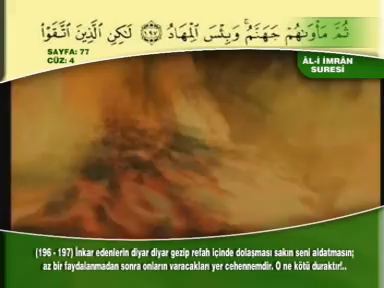 ثُمَّ مَأْوَىٰهُمْ جَهَنَّمُ ۚ وَبِئْسَ الْمِهَادُ ﴿١٩٧﴾ لَٰكِنِ الَّذِينَ اتَّقَوْا
SAYFA: 77
CÜZ: 4
ÂL-İ İMRÂN
SURESİ
(196 - 197) İnkar edenlerin diyar diyar gezip refah içinde dolaşması sakın seni aldatmasın;
az bir faydalanmadan sonra onların varacakları yer cehennemdir. O ne kötü duraktır!..